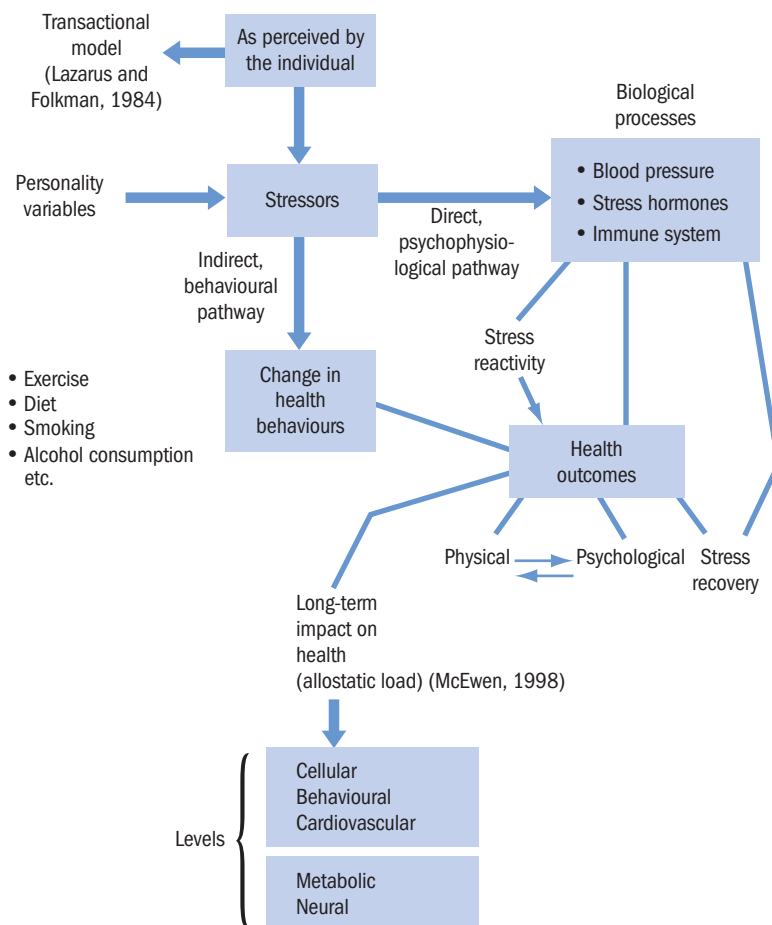 Transactional
model
(Lazarus and
Folkman, 1984)
As perceived by
the individual
Biological
processes
• Blood pressure
• Stress hormones
• Immune system
Personality
variables
Stressors
Direct,
psychophysio-
logical pathway
Indirect,
behavioural
pathway
Stress
reactivity
• Exercise
• Diet
• Smoking
• Alcohol consumption
etc.
Change in
health
behaviours
Health
outcomes
Physical
Psychological
Stress
recovery
Long-term
impact on
health
(allostatic load) (McEwen, 1998)
Levels
Cellular
Behavioural
Cardiovascular
Metabolic
Neural